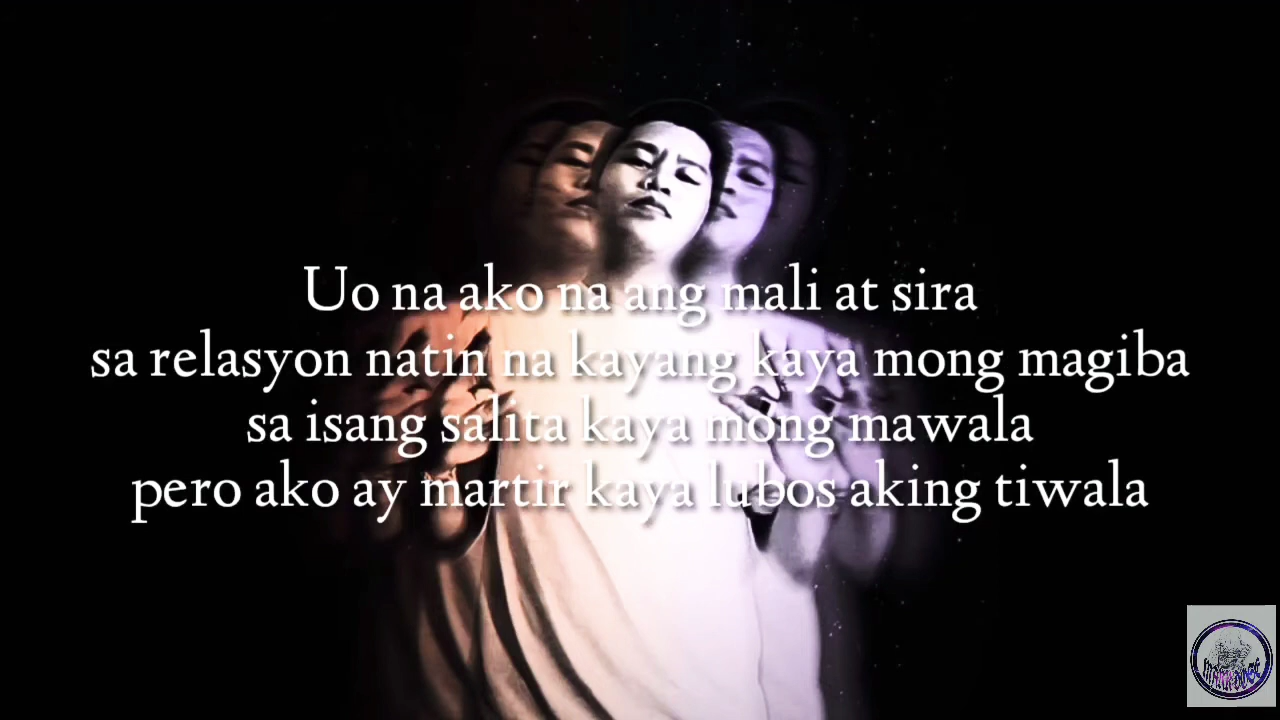 Uo na ako na ang mali at sira
sa relasyon natin na kayang kaya mong magiba
sa isang salita kaya mong mawala
pero ako ay martir kaya lubos aking tiwala